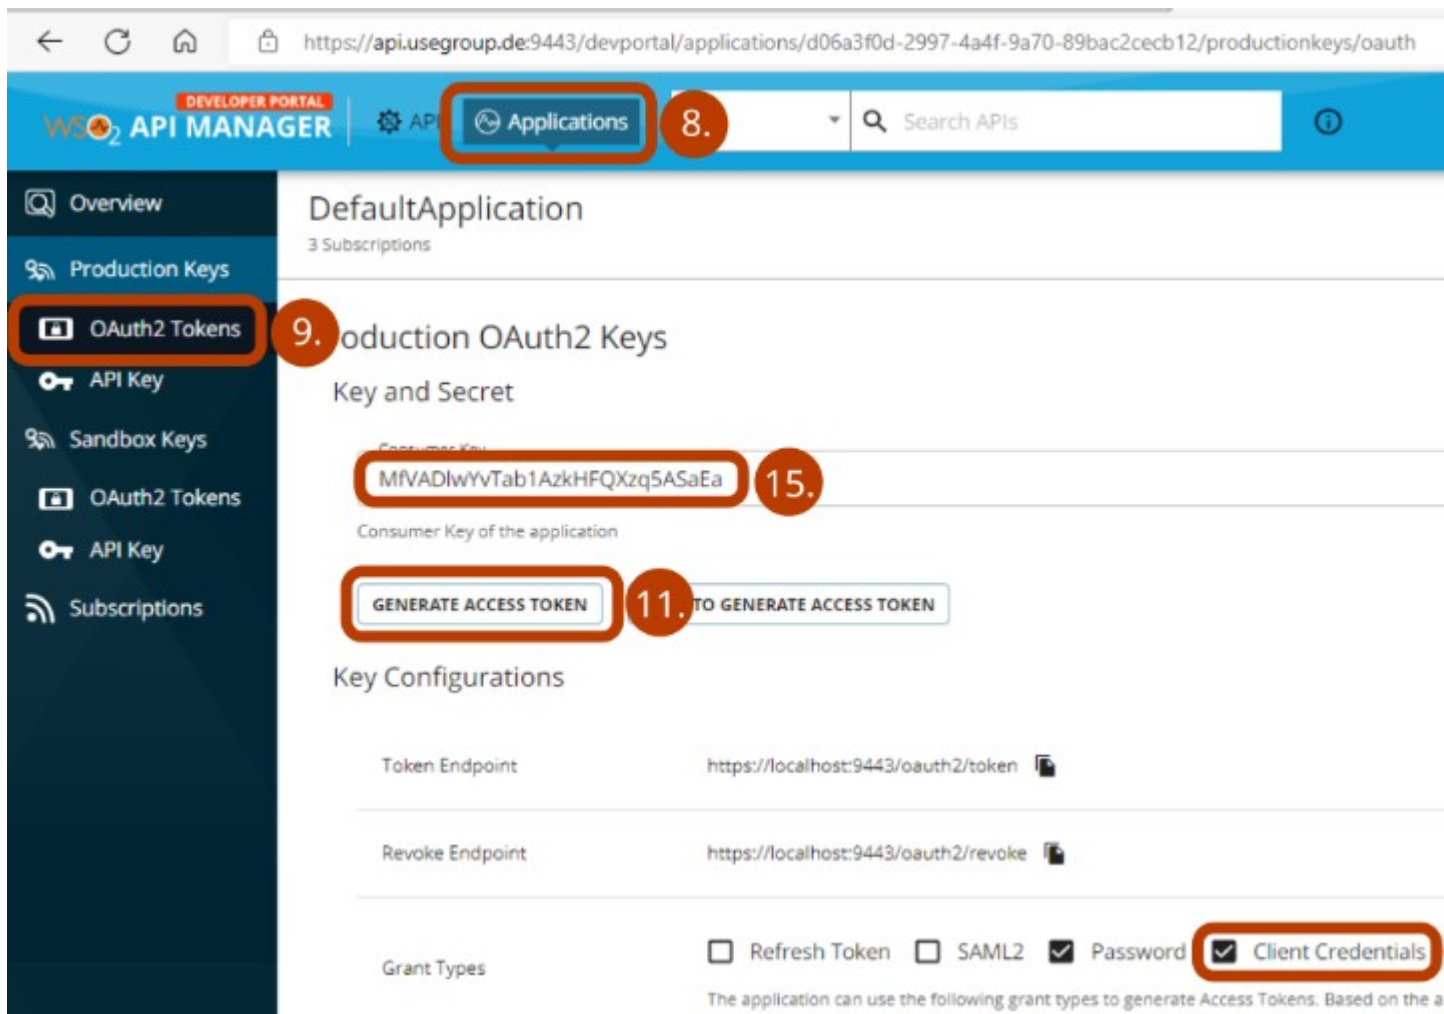 https://api.usegroup.de:9443/devportal/applications/d06a3f0d-2997-4a4f-9a70-89bac2cecb12/productionkeys/oauth
DEVELOPER PORTAL
WSO2 API MANAGER
API
Applications
8.
Search APIs
Overview
Production Keys
OAuth2 Tokens
9.
API Key
Sandbox Keys
OAuth2 Tokens
API Key
Subscriptions
DefaultApplication
3 Subscriptions
oduction OAuth2 Keys
Key and Secret
Consumer Key
MfVADlwYvTab1AzkHFQXzq5ASaEa
15.
Consumer Key of the application
GENERATE ACCESS TOKEN
11.
TO GENERATE ACCESS TOKEN
Key Configurations
Token Endpoint https://localhost:9443/oauth2/token
Revoke Endpoint https://localhost:9443/oauth2/revoke
Grant Types Refresh Token SAML2 Password Client Credentials
The application can use the following grant types to generate Access Tokens. Based on the a